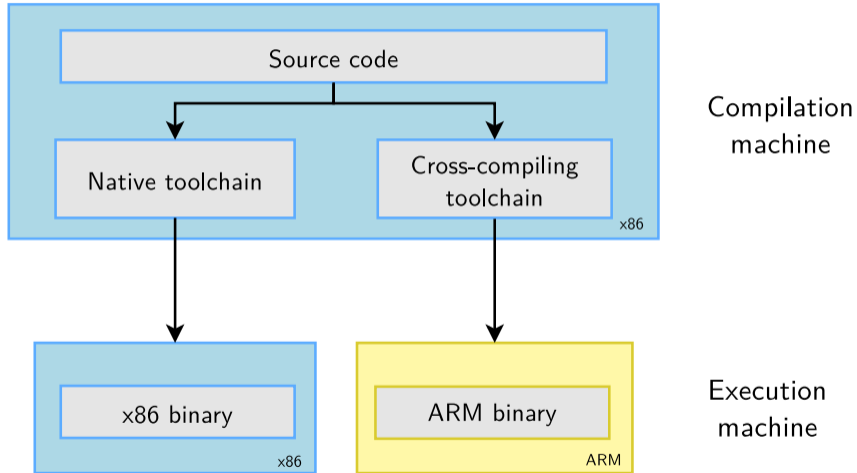 Source code
Compilation
machine
Native toolchain
Cross-compiling
toolchain
x86
x86 binary
x86
ARM binary
ARM
Execution
machine